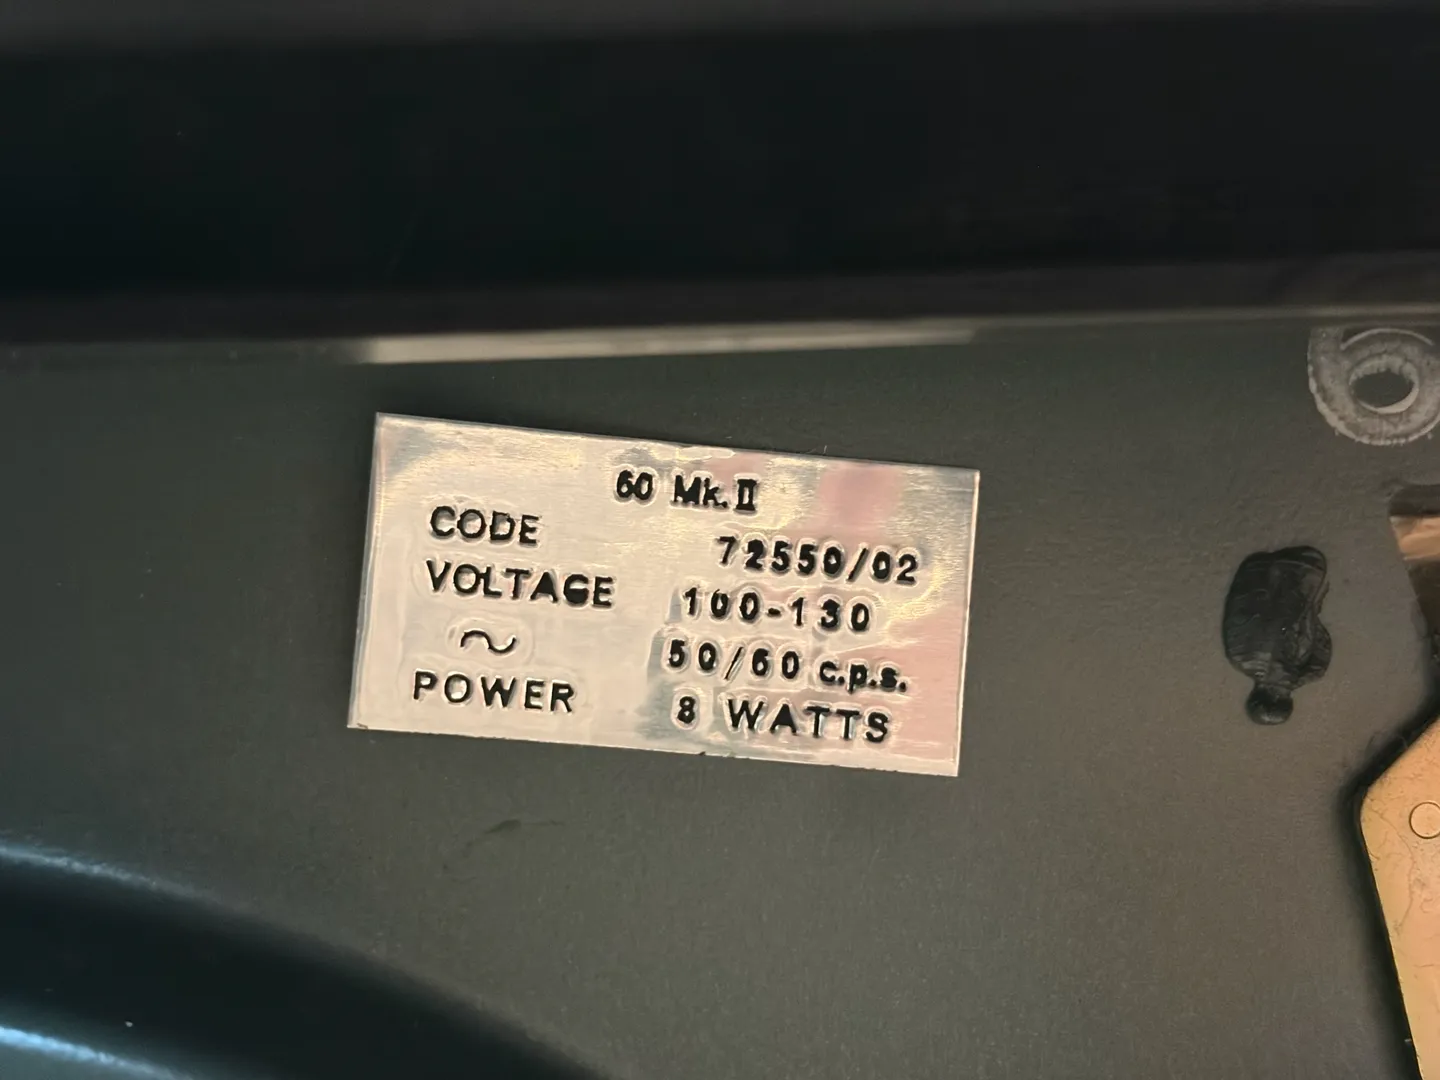 60 Mk.II
CODE 72550/02
VOLTAGE 100-130
~ 50/60 c.p.s.
POWER 8 WATTS